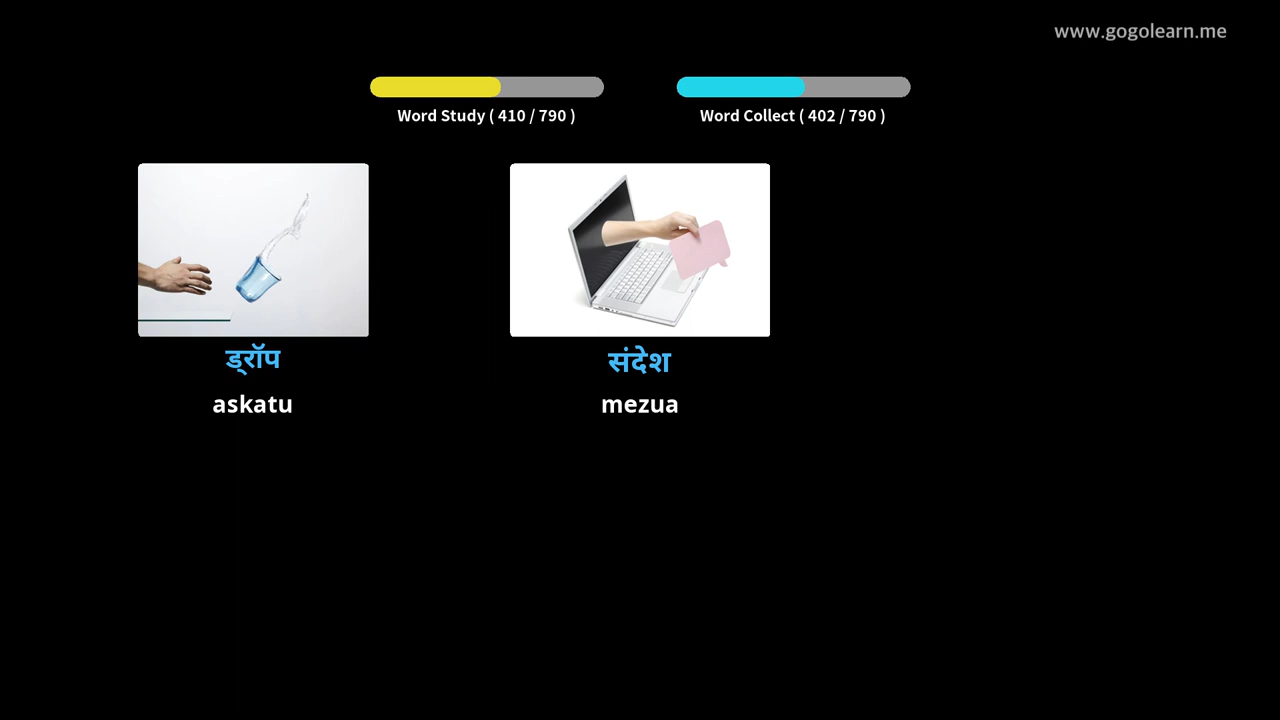 www.gogolearn.me
Word Study ( 410 / 790 )
Word Collect ( 402 / 790 )
ड्रॉप
संदेश
askatu
mezua